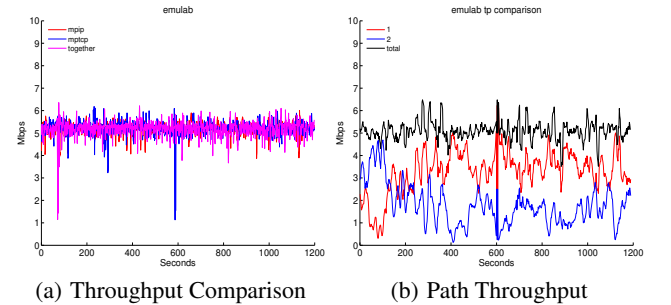 emulab
mpip
mptcp
together
10
9
8
7
6
5
4
3
2
1
0
Mbp/s
0 200 400 600 800 1000 1200
Seconds
(a) Throughput Comparison
emulab tp comparison
1
2
total
10
9
8
7
6
5
4
3
2
1
0
Mbp/s
0 200 400 600 800 1000 1200
Seconds
(b) Path Throughput